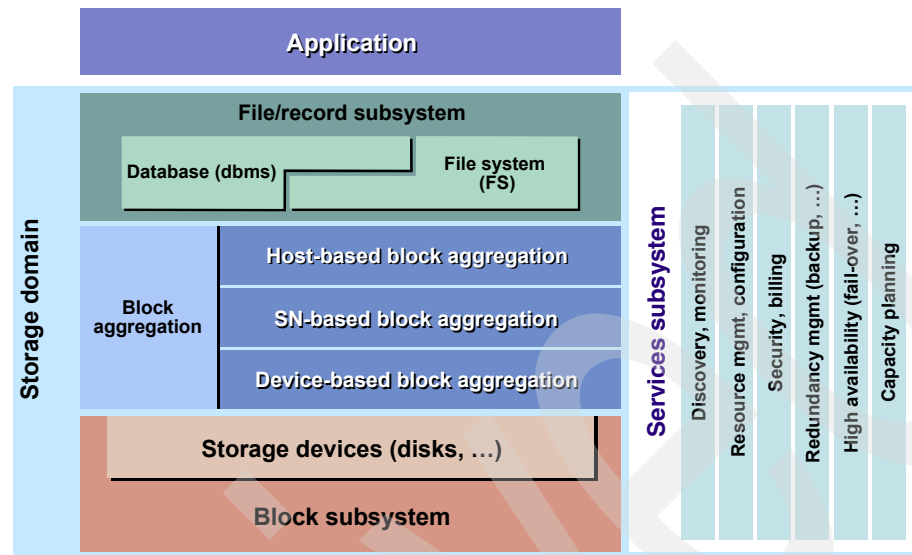 Application
Storage domain
File/record subsystem
Database (dbms)
File system
(FS)
Block
aggregation
Host-based block aggregation
SN-based block aggregation
Device-based block aggregation
Storage devices (disks, …)
Block subsystem
Services subsystem
Discovery, monitoring
Resource mgmt, configuration
Security, billing
Redundancy mgmt (backup, …)
High availability (fail-over, …)
Capacity planning